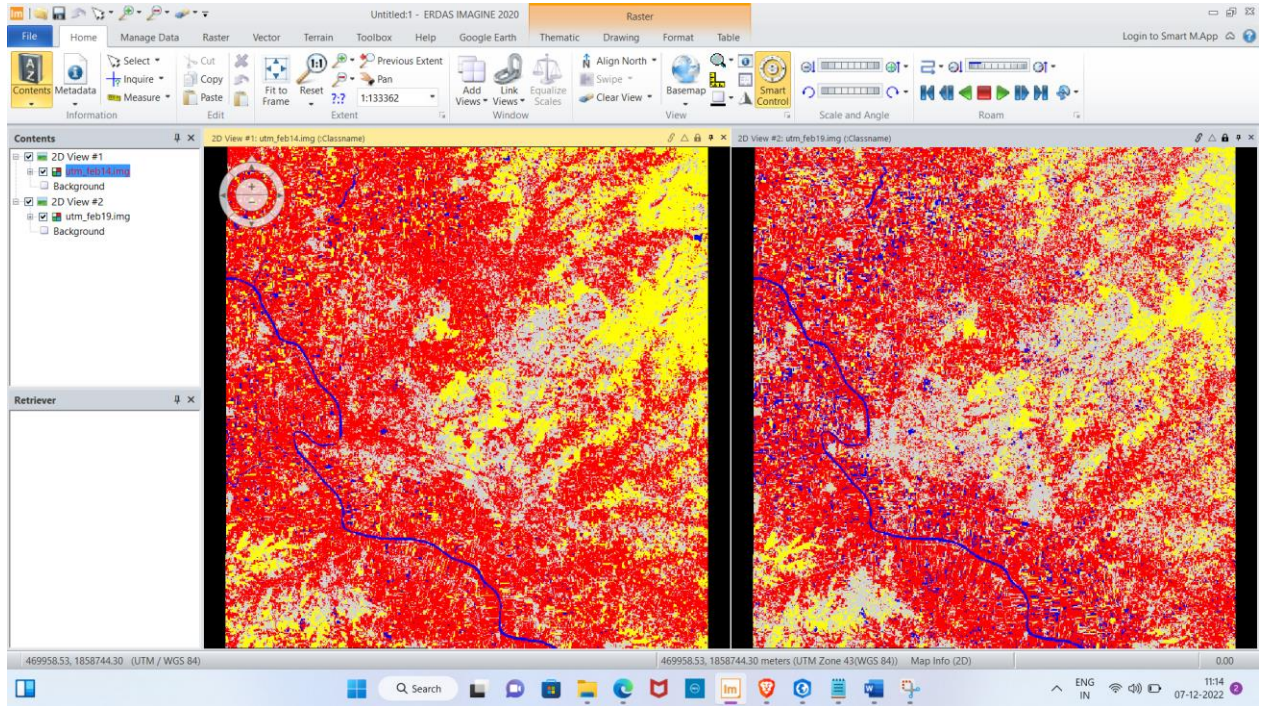 Untitled:1 - ERDAS IMAGINE 2020
Raster
File Home Manage Data Raster Vector Terrain Toolbox Help Google Earth Thematic Drawing Format Table
Login to Smart M.App
Contents
Metadata
Select
Inquire
Measure
Information
Cut
Copy
Paste
Edit
Fit to Frame
1:1
Reset
?:?
Previous Extent
Pan
1:133362
Extent
Add Views
Link Views
Equalize Scales
Window
Align North
Swipe
Clear View
Basemap
View
Smart Control
Scale and Angle
Roam
Contents
2D View #1
utm_feb14.img
Background
2D View #2
utm_feb19.img
Background
Retriever
2D View #1: utm_feb14.img (:Classname)
2D View #2: utm_feb19.img (:Classname)
469958.53, 1858744.30 (UTM / WGS 84)
469958.53, 1858744.30 meters (UTM Zone 43(WGS 84)) Map Info (2D)
0.00
Search
ENG
IN
11:14
07-12-2022
2